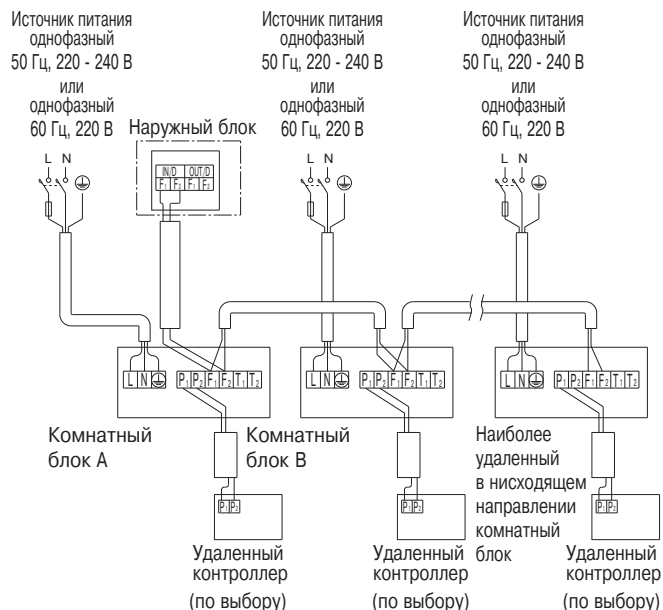 Источник питания
однофазный
50 Гц, 220 - 240 В
или
однофазный
60 Гц, 220 В
Источник питания
однофазный
50 Гц, 220 - 240 В
или
однофазный
60 Гц, 220 В
Источник питания
однофазный
50 Гц, 220 - 240 В
или
однофазный
60 Гц, 220 В
Наружный блок
L N
IN/D OUT/D
F1 F2 F1 F2
L N
L N
L N
P1 P2 F1 F2 T1 T2
L N
P1 P2 F1 F2 T1 T2
L N
P1 P2 F1 F2 T1 T2
Комнатный
блок А
Комнатный
блок В
Наиболее
удаленный
в нисходящем
направлении
комнатный
блок
P1 P2
P1 P2
P1 P2
Удаленный
контроллер
(по выбору)
Удаленный
контроллер
(по выбору)
Удаленный
контроллер
(по выбору)